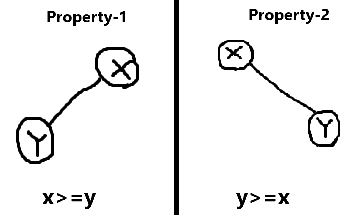 Property-1
X
Y
x>=y
Property-2
X
Y
y>=x